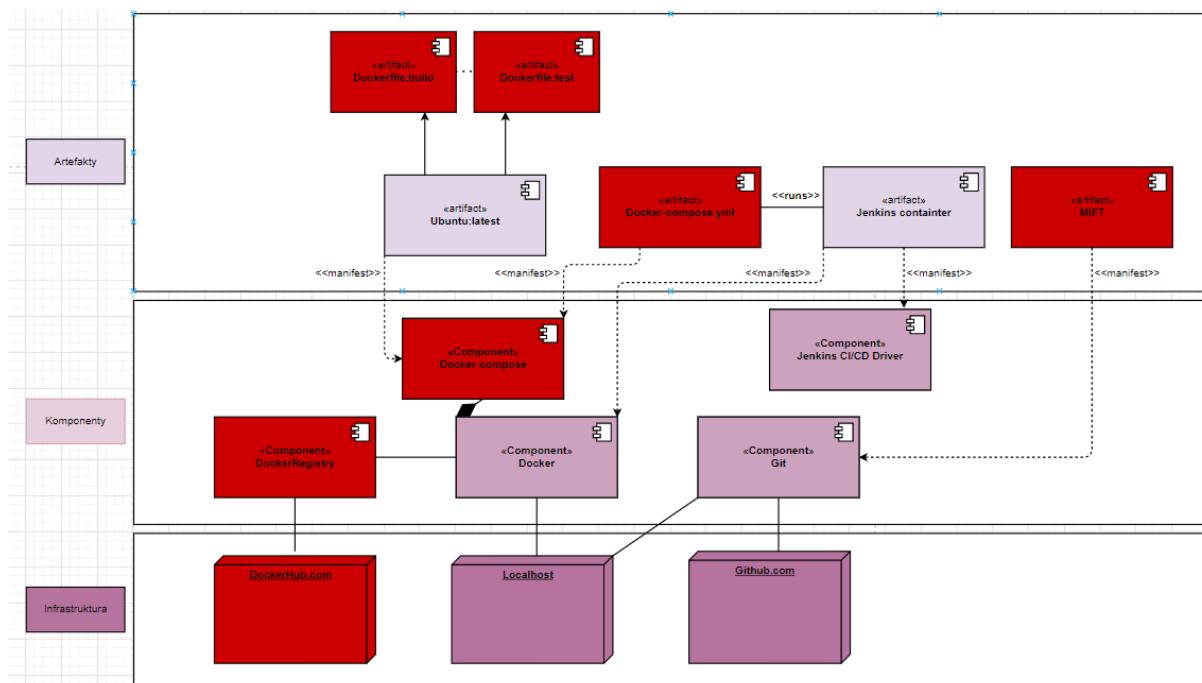 «artifact»
Dockerfile.build
«artifact»
Dockerfile.test
Artefakty
«artifact»
Ubuntu:latest
«artifact»
Docker-compose.yml
<<runs>>
«artifact»
Jenkins containter
«artifact»
MIFT
<<manifest>>
<<manifest>>
<<manifest>>
<<manifest>>
<<manifest>>
«Component»
Docker-compose
«Component»
Jenkins CI/CD Driver
Komponenty
«Component»
DockerRegistry
«Component»
Docker
«Component»
Git
DockerHub.com
Localhost
Github.com
Infrastruktura